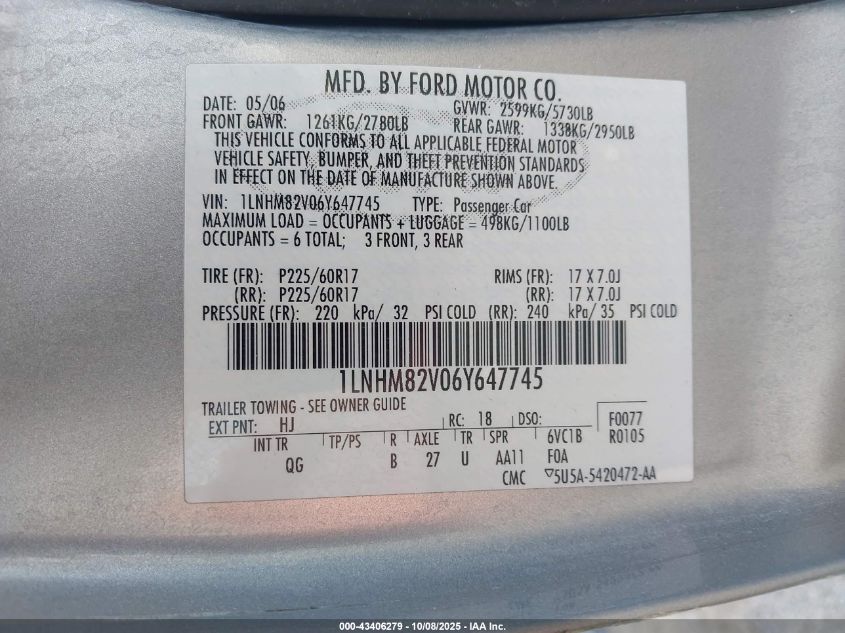 MFD. BY FORD MOTOR CO.
DATE: 05/06 GVWR: 2599KG/5730LB
FRONT GAWR: 1261KG/2780LB REAR GAWR: 1338KG/2950LB
THIS VEHICLE CONFORMS TO ALL APPLICABLE FEDERAL MOTOR
VEHICLE SAFETY, BUMPER, AND THEFT PREVENTION STANDARDS
IN EFFECT ON THE DATE OF MANUFACTURE SHOWN ABOVE.
VIN: 1LNHM82V06Y647745 TYPE: Passenger Car
MAXIMUM LOAD = OCCUPANTS + LUGGAGE = 498KG/1100LB
OCCUPANTS = 6 TOTAL; 3 FRONT, 3 REAR
TIRE (FR): P225/60R17 RIMS (FR): 17 X 7.0J
(RR): P225/60R17 (RR): 17 X 7.0J
PRESSURE (FR): 220 kPa/ 32 PSI COLD (RR): 240 kPa/ 35 PSI COLD
1LNHM82V06Y647745
TRAILER TOWING - SEE OWNER GUIDE
EXT PNT: HJ RC: 18 DSO: F0077
INT TR TP/PS R AXLE TR SPR 6VC1B R0105
QG B 27 U AA11 FOA
CMC 5U5A-5420472-AA
000-43406279 - 10/08/2025 - IAA Inc.